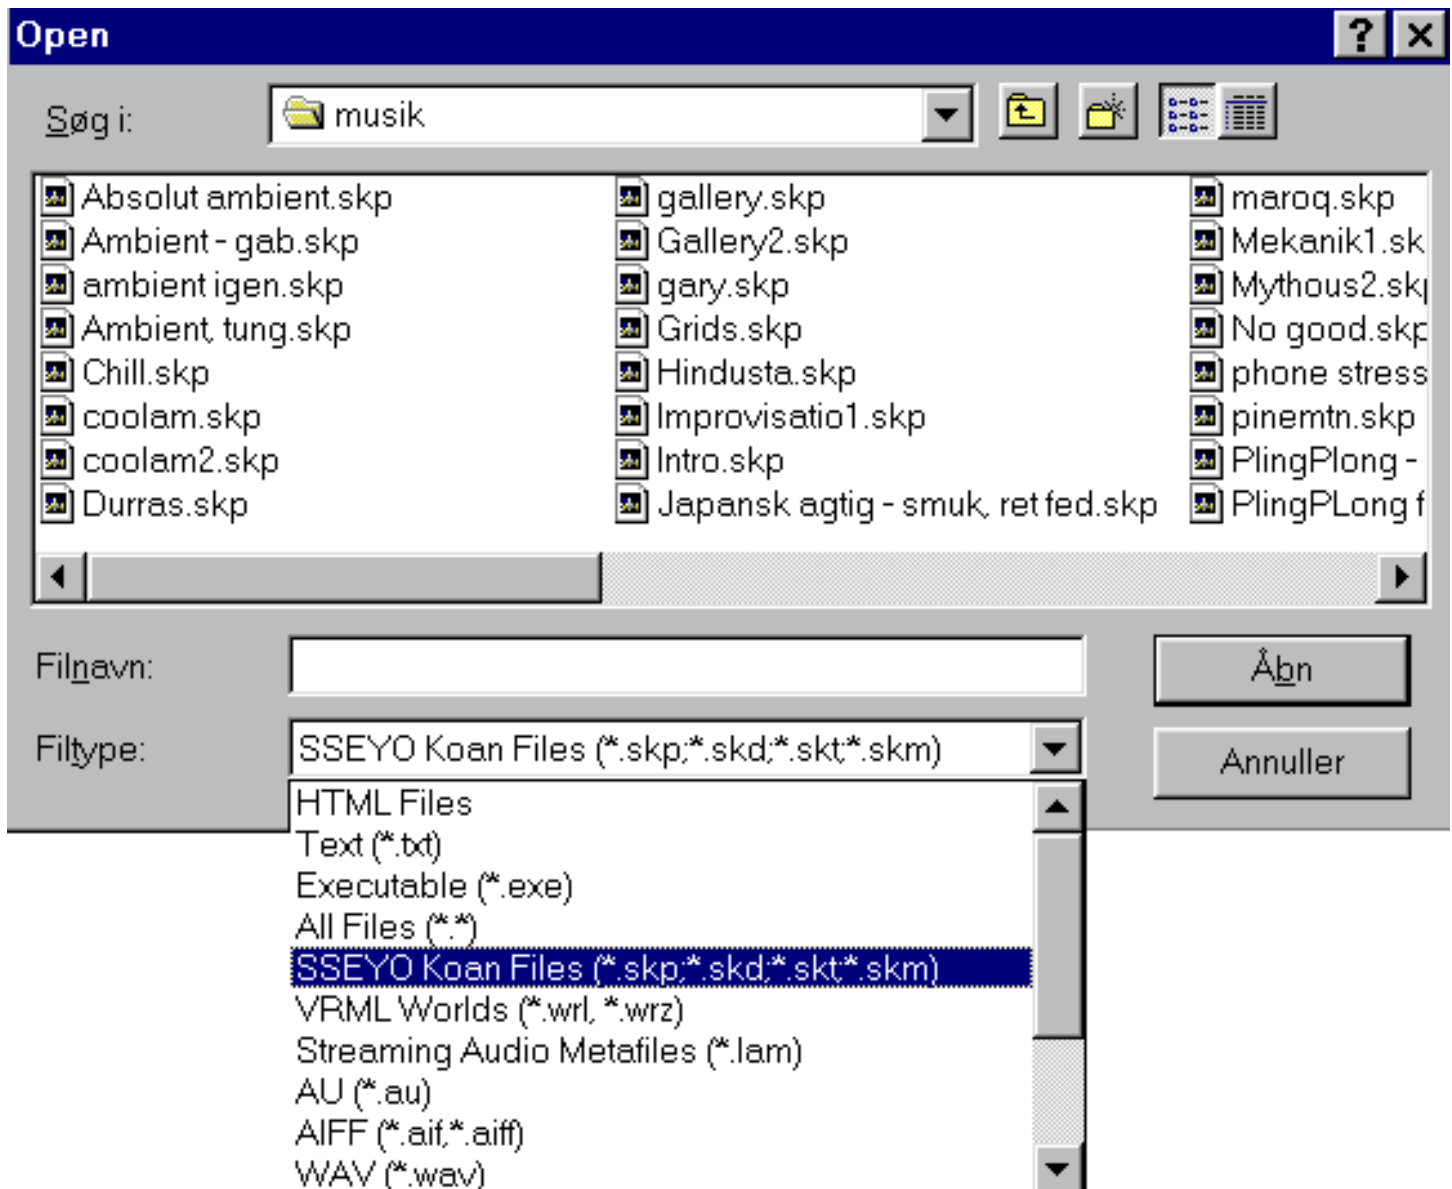 Open
Søg i: musik
Absolut ambient.skp
Ambient - gab.skp
ambient igen.skp
Ambient, tung.skp
Chill.skp
coolam.skp
coolam2.skp
Durras.skp
gallery.skp
Gallery2.skp
gary.skp
Grids.skp
Hindusta.skp
Improvisatio1.skp
Intro.skp
Japansk agtig - smuk, ret fed.skp
maroq.skp
Mekanik1.sk
Mythous2.sk
No good.skp
phone stress
pinemtn.skp
PlingPlong -
PlingPLong f
Filnavn:
Åbn
Filtype: SSEYO Koan Files (*.skp;*.skd;*.skt;*.skm)
Annuller
HTML Files
Text (*.txt)
Executable (*.exe)
All Files (*.*)
SSEYO Koan Files (*.skp;*.skd;*.skt;*.skm)
VRML Worlds (*.wrl, *.wrz)
Streaming Audio Metafiles (*.lam)
AU (*.au)
AIFF (*.aif,*.aiff)
WAV (*.wav)